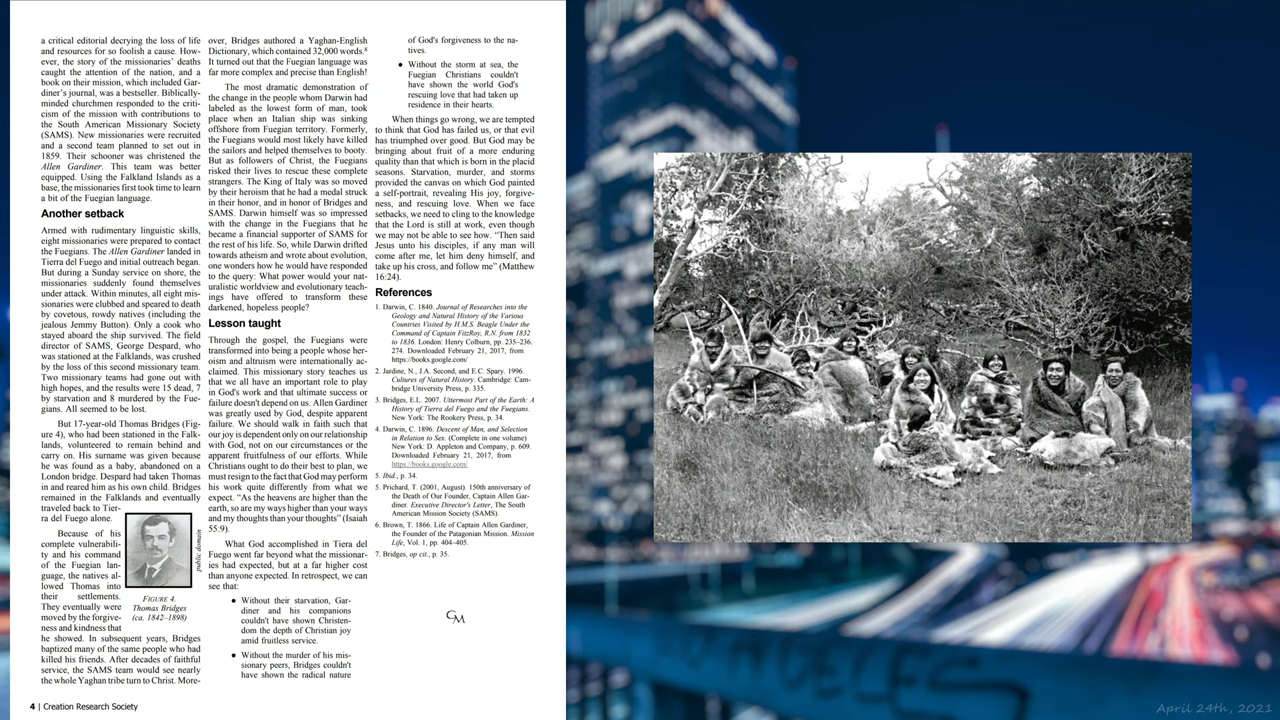 a critical editorial decrying the loss of life
and resources for so foolish a cause. How-
ever, the story of the missionaries' deaths
caught the attention of the nation, and a
book on their mission, which included Gar-
diner's journal, was a bestseller. Biblically-
minded churchmen responded to the criti-
cism of the mission with contributions to
the South American Missionary Society
(SAMS). New missionaries were recruited
and a second team planned to set out in
1859. Their schooner was christened the
Allen Gardiner. This team was better
equipped. Using the Falkland Islands as a
base, the missionaries first took time to learn
a bit of the Fuegian language.
Another setback
Armed with rudimentary linguistic skills,
eight missionaries were prepared to contact
the Fuegians. The Allen Gardiner landed in
Tierra del Fuego and initial outreach began.
But during a Sunday service on shore, the
missionaries suddenly found themselves
under attack. Within minutes, all eight mis-
sionaries were clubbed and speared to death
by covetous, rowdy natives (including the
jealous Jemmy Button). Only a cook who
stayed aboard the ship survived. The field
director of SAMS, George Despard, who
was stationed at the Falklands, was crushed
by the loss of this second missionary team.
Two missionary teams had gone out with
high hopes, and the results were 15 dead, 7
by starvation and 8 murdered by the Fue-
gians. All seemed to be lost.
But 17-year-old Thomas Bridges (Fig-
ure 4), who had been stationed in the Falk-
lands, volunteered to remain behind and
carry on. His surname was given because
he was found as a baby, abandoned on a
London bridge. Despard had taken Thomas
in and reared him as his own child. Bridges
remained in the Falklands and eventually
traveled back to Tier-
ra del Fuego alone.
Because of his
complete vulnerabili-
ty and his command
of the Fuegian lan-
guage, the natives al-
lowed Thomas into
their settlements.
They eventually were
moved by the forgive-
ness and kindness that
he showed. In subsequent years, Bridges
baptized many of the same people who had
killed his friends. After decades of faithful
service, the SAMS team would see nearly
the whole Yaghan tribe turn to Christ. More-
public domain
FIGURE 4.
Thomas Bridges
(ca. 1842–1898)
over, Bridges authored a Yaghan-English
Dictionary, which contained 32,000 words.8
It turned out that the Fuegian language was
far more complex and precise than English!
The most dramatic demonstration of
the change in the people whom Darwin had
labeled as the lowest form of man, took
place when an Italian ship was sinking
offshore from Fuegian territory. Formerly,
the Fuegians would most likely have killed
the sailors and helped themselves to booty.
But as followers of Christ, the Fuegians
risked their lives to rescue these complete
strangers. The King of Italy was so moved
by their heroism that he had a medal struck
in their honor, and in honor of Bridges and
SAMS. Darwin himself was so impressed
with the change in the Fuegians that he
became a financial supporter of SAMS for
the rest of his life. So, while Darwin drifted
towards atheism and wrote about evolution,
one wonders how he would have responded
to the query: What power would your nat-
uralistic worldview and evolutionary teach-
ings have offered to transform these
darkened, hopeless people?
Lesson taught
Through the gospel, the Fuegians were
transformed into being a people whose her-
oism and altruism were internationally ac-
claimed. This missionary story teaches us
that we all have an important role to play
in God's work and that ultimate success or
failure doesn't depend on us. Allen Gardiner
was greatly used by God, despite apparent
failure. We should walk in faith such that
our joy is dependent only on our relationship
with God, not on our circumstances or the
apparent fruitfulness of our efforts. While
Christians ought to do their best to plan, we
must resign to the fact that God may perform
his work quite differently from what we
expect. “As the heavens are higher than the
earth, so are my ways higher than your ways
and my thoughts than your thoughts” (Isaiah
55:9).
What God accomplished in Tiera del
Fuego went far beyond what the missionar-
ies had expected, but at a far higher cost
than anyone expected. In retrospect, we can
see that:
● Without their starvation, Gar-
diner and his companions
couldn't have shown Christen-
dom the depth of Christian joy
amid fruitless service.
● Without the murder of his mis-
sionary peers, Bridges couldn't
have shown the radical nature
of God's forgiveness to the na-
tives.
● Without the storm at sea, the
Fuegian Christians couldn't
have shown the world God's
rescuing love that had taken up
residence in their hearts.
When things go wrong, we are tempted
to think that God has failed us, or that evil
has triumphed over good. But God may be
bringing about fruit of a more enduring
quality than that which is born in the placid
seasons. Starvation, murder, and storms
provided the canvas on which God painted
a self-portrait, revealing His joy, forgive-
ness, and rescuing love. When we face
setbacks, we need to cling to the knowledge
that the Lord is still at work, even though
we may not be able to see how. “Then said
Jesus unto his disciples, if any man will
come after me, let him deny himself, and
take up his cross, and follow me” (Matthew
16:24).
References
1. Darwin, C. 1840. Journal of Researches into the
Geology and Natural History of the Various
Countries Visited by H.M.S. Beagle Under the
Command of Captain FitzRoy, R.N. from 1832
to 1836. London: Henry Colburn, pp. 235–236.
274. Downloaded February 21, 2017, from
https://books.google.com/
2. Jardine, N., J.A. Second, and E.C. Spary. 1996.
Cultures of Natural History. Cambridge: Cam-
bridge University Press, p. 335.
3. Bridges, E.L. 2007. Uttermost Part of the Earth: A
History of Tierra del Fuego and the Fuegians.
New York: The Rookery Press, p. 34.
4. Darwin, C. 1896. Descent of Man, and Selection
in Relation to Sex. (Complete in one volume)
New York: D. Appleton and Company, p. 609.
Downloaded February 21, 2017, from
https://books.google.com/
5. Ibid., p. 34.
5. Prichard, T. (2001, August). 150th anniversary of
the Death of Our Founder, Captain Allen Gar-
diner. Executive Director's Letter, The South
American Mission Society (SAMS).
6. Brown, T. 1866. Life of Captain Allen Gardiner,
the Founder of the Patagonian Mission. Mission
Life, Vol. 1, pp. 404–405.
7. Bridges, op cit., p. 35.
CM
4 | Creation Research Society
April 24th, 2021